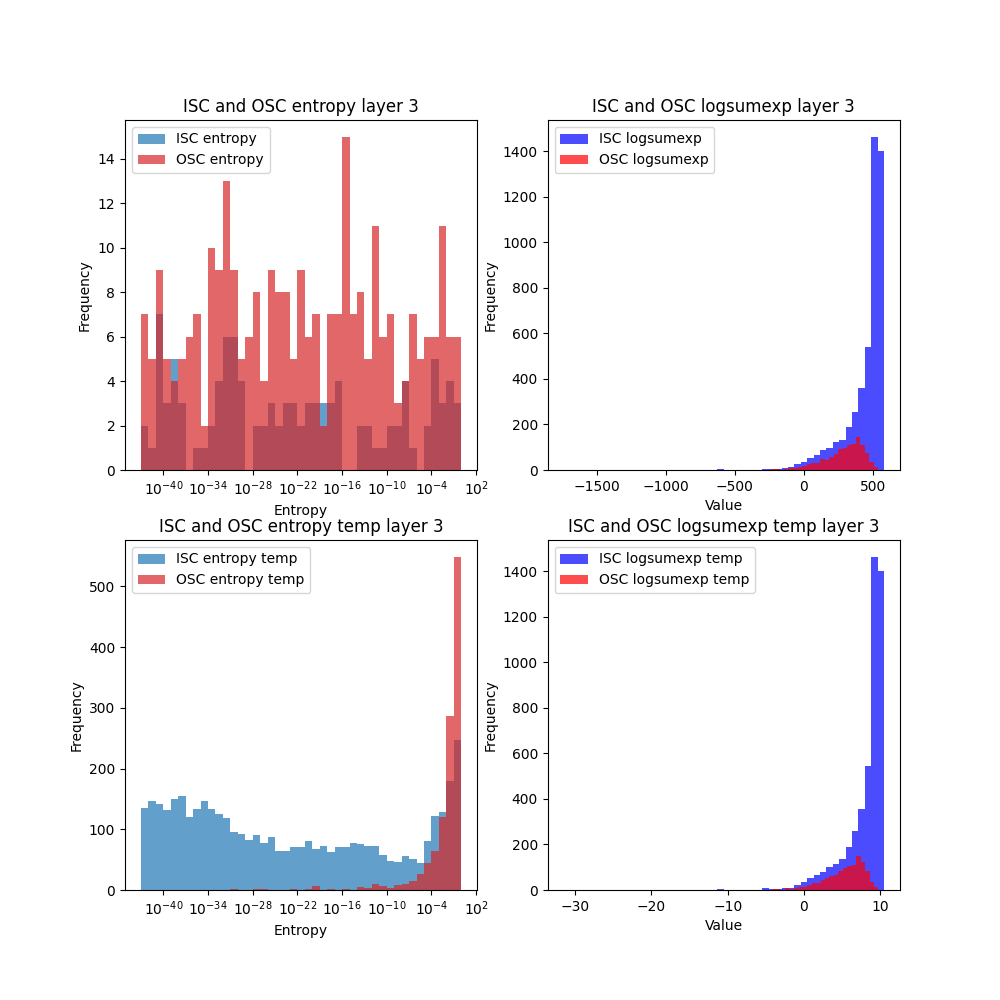 ISC and OSC entropy layer 3
ISC entropy
OSC entropy
Frequency
14
12
10
8
6
4
2
0
10⁻⁴⁰ 10⁻³⁴ 10⁻²⁸ 10⁻²² 10⁻¹⁶ 10⁻¹⁰ 10⁻⁴ 10²
Entropy
ISC and OSC logsumexp layer 3
ISC logsumexp
OSC logsumexp
Frequency
1400
1200
1000
800
600
400
200
0
−1500 −1000 −500 0 500
Value
ISC and OSC entropy temp layer 3
ISC entropy temp
OSC entropy temp
Frequency
500
400
300
200
100
0
10⁻⁴⁰ 10⁻³⁴ 10⁻²⁸ 10⁻²² 10⁻¹⁶ 10⁻¹⁰ 10⁻⁴ 10²
Entropy
ISC and OSC logsumexp temp layer 3
ISC logsumexp temp
OSC logsumexp temp
Frequency
1400
1200
1000
800
600
400
200
0
−30 −20 −10 0 10
Value